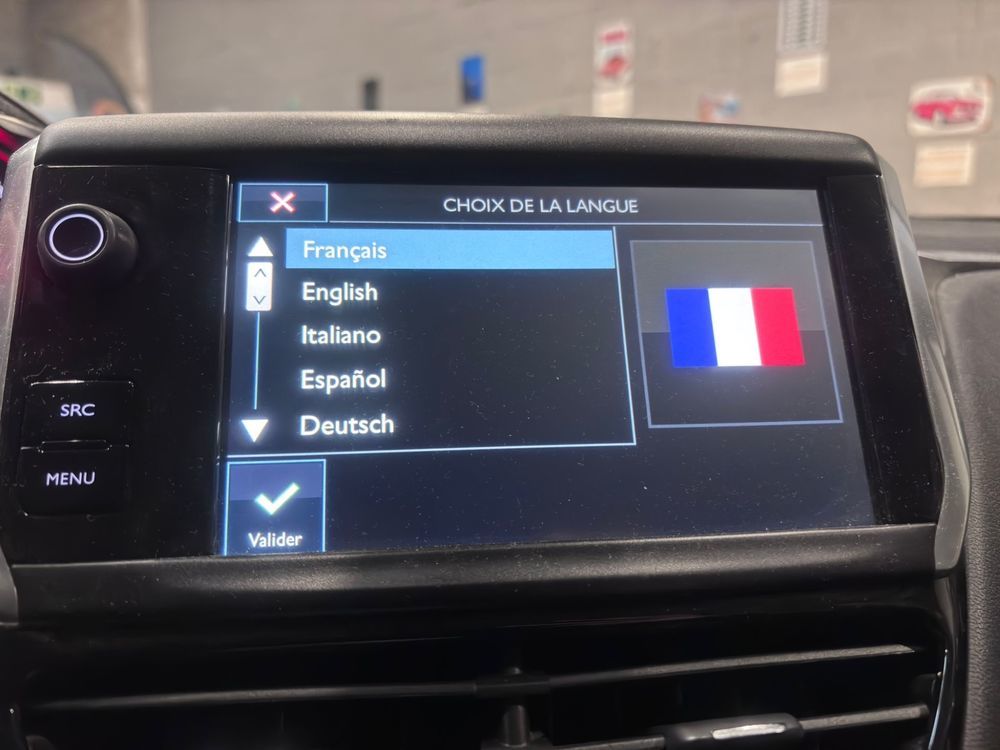 CHOIX DE LA LANGUE
Français
English
Italiano
Español
Deutsch
SRC
MENU
Valider